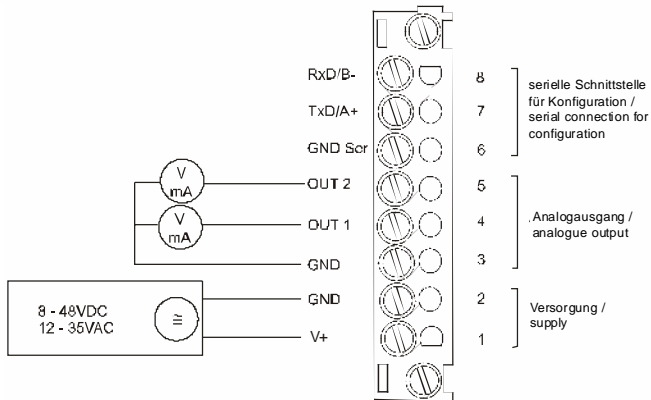 RxD/B-
8
TxD/A+
7
GND Ser
6
serielle Schnittstelle
für Konfiguration /
serial connection for
configuration
V
mA
OUT 2
5
V
mA
OUT 1
4
GND
3
. Analogausgang /
analogue output
8 - 48VDC
12 - 35VAC
≅
GND
2
V+
1
Versorgung /
supply